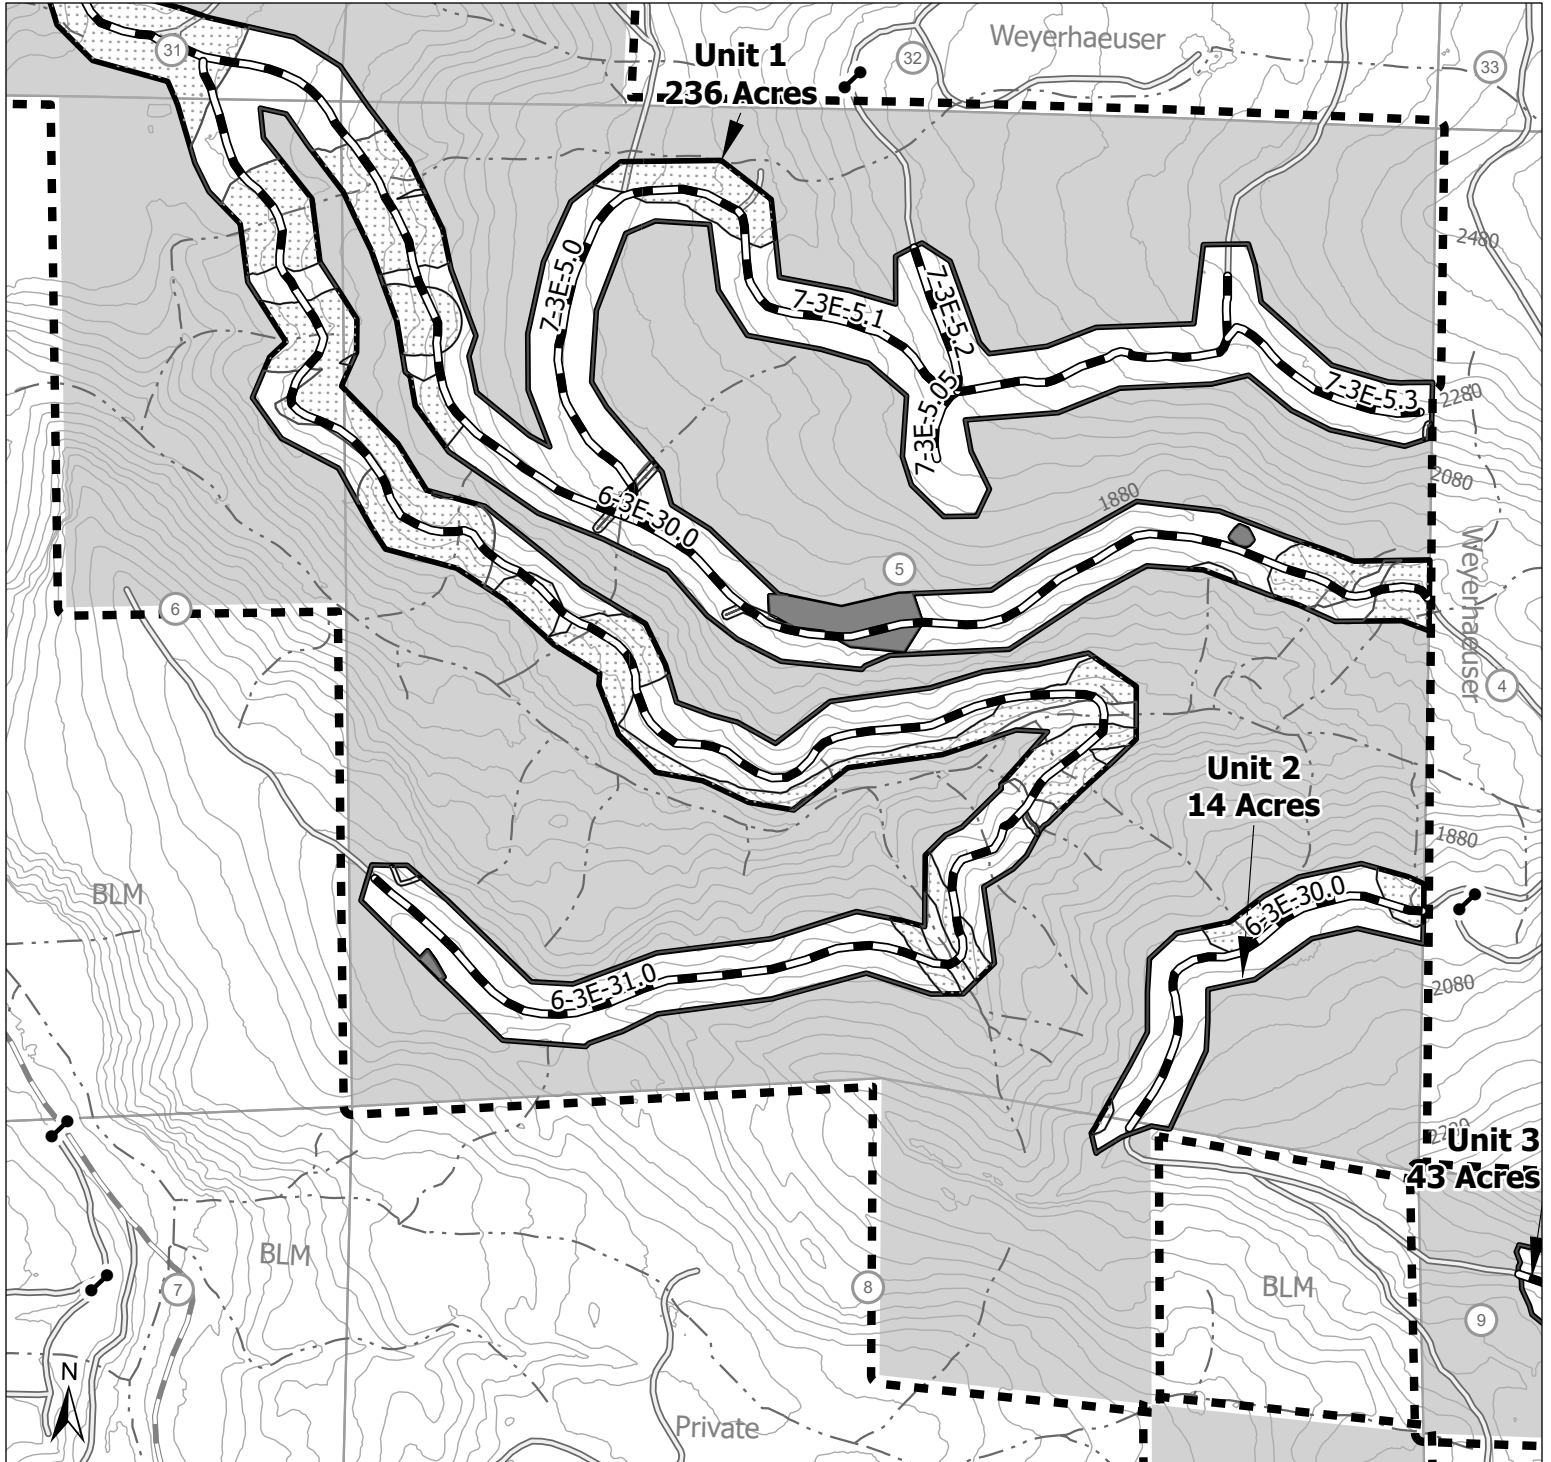 31
Unit 1
236 Acres
32
Weyerhaeuser
33
2480
7-3E-5.0
7-3E-5.1
7-3E-5.2
7-3E-5.05
7-3E-5.3
2280
2080
1880
6-3E-30.0
5
Weyerhaeuser
6
4
Unit 2
14 Acres
1880
BLM
6-3E-30.0
6-3E-31.0
2080
Unit 3
43 Acres
BLM
7
8
BLM
9
N
Private